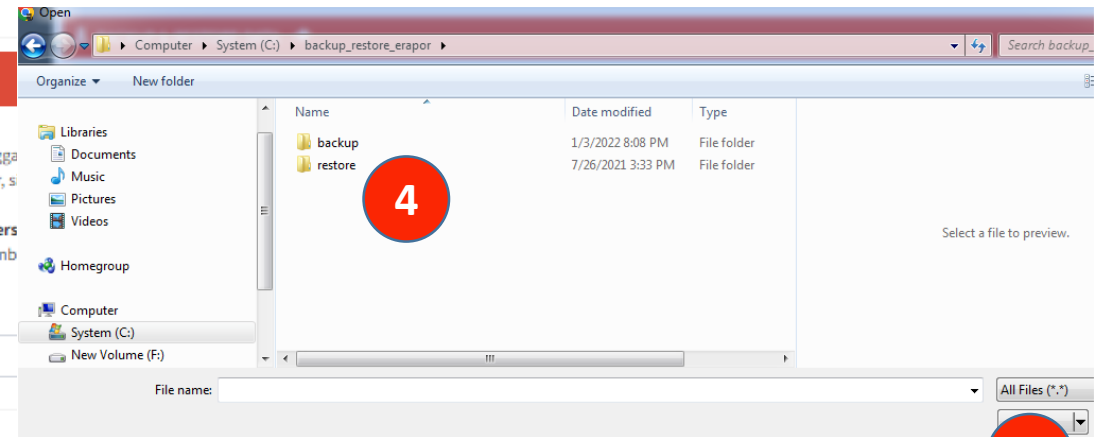 Open
Computer System (C:) backup_restore_erapor Search backup_
Organize New folder
Name Date modified Type
Libraries
Documents
Music
Pictures
Videos
Homegroup
Computer
System (C:)
New Volume (F:)
backup 1/3/2022 8:08 PM File folder
restore 7/26/2021 3:33 PM File folder
4
Select a file to preview.
File name: All Files (*.*)